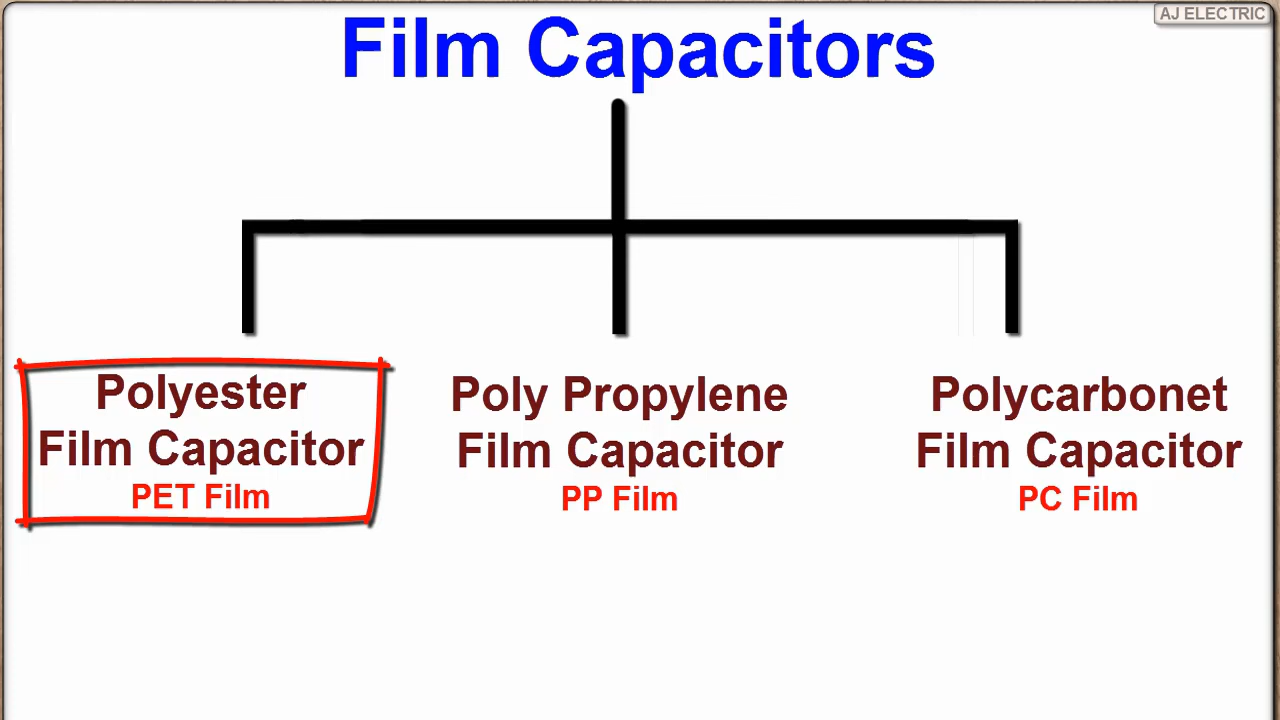 AJ ELECTRIC
Film Capacitors
Polyester
Film Capacitor
PET Film
Poly Propylene
Film Capacitor
PP Film
Polycarbonet
Film Capacitor
PC Film